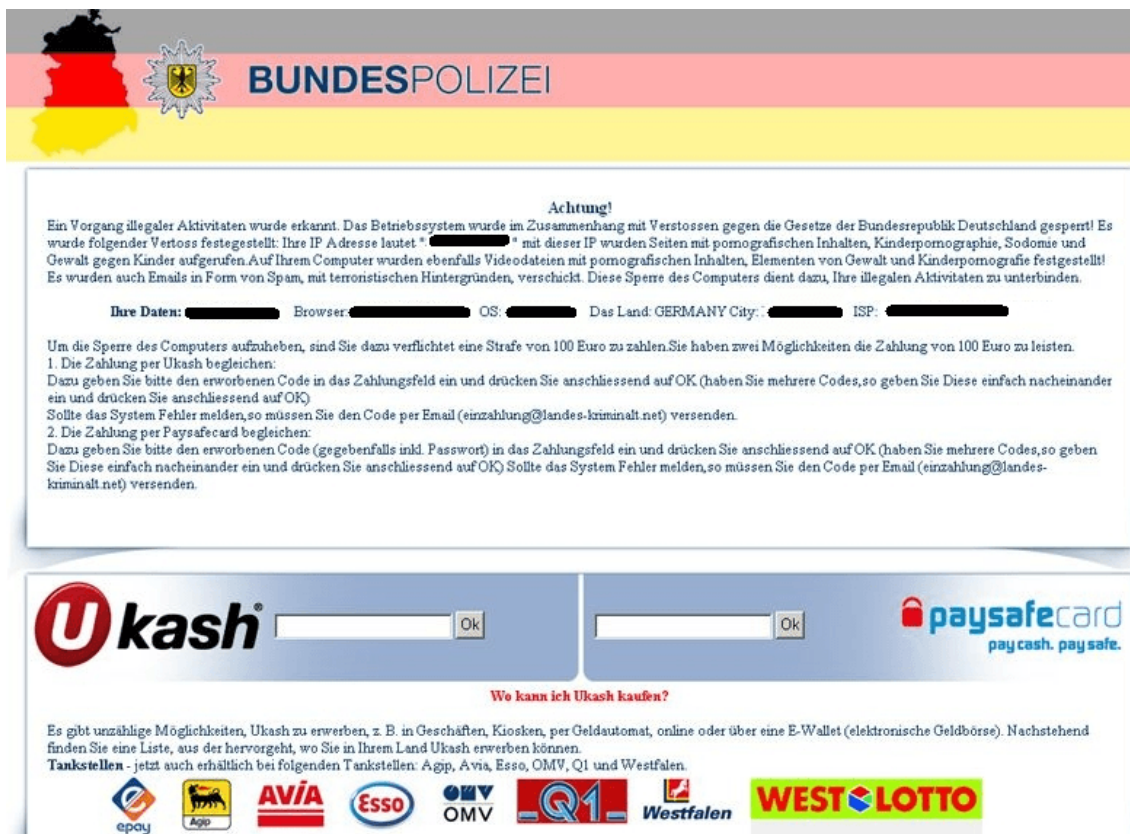 BUNDESPOLIZEI
Achtung!
Ein Vorgang illegaler Aktivitaten wurde erkannt. Das Betriebssystem wurde im Zusammenhang mit Verstossen gegen die Gesetze der Bundesrepublik Deutschland gesperrt! Es
wurde folgender Vertoss festegestellt: Ihre IP Adresse lautet " " mit dieser IP wurden Seiten mit pornografischen Inhalten, Kinderpornographie, Sodomie und
Gewalt gegen Kinder aufgerufen.Auf Ihrem Computer wurden ebenfalls Videodateien mit pornografischen Inhalten, Elementen von Gewalt und Kinderpornografie festgestellt!
Es wurden auch Emails in Form von Spam, mit terroristischen Hintergründen, verschickt. Diese Sperre des Computers dient dazu, Ihre illegalen Aktivitaten zu unterbinden.
Ihre Daten: Browser: OS: Das Land: GERMANY City: ISP:
Um die Sperre des Computers aufzuheben, sind Sie dazu verflichtet eine Strafe von 100 Euro zu zahlen.Sie haben zwei Möglichkeiten die Zahlung von 100 Euro zu leisten.
1. Die Zahlung per Ukash begleichen:
Dazu geben Sie bitte den erworbenen Code in das Zahlungsfeld ein und drücken Sie anschliessend auf OK (haben Sie mehrere Codes,so geben Sie Diese einfach nacheinander
ein und drücken Sie anschliessend auf OK)
Sollte das System Fehler melden,so müssen Sie den Code per Email (einzahlung@landes-kriminalt.net) versenden.
2. Die Zahlung per Paysafecard begleichen:
Dazu geben Sie bitte den erworbenen Code (gegebenfalls inkl. Passwort) in das Zahlungsfeld ein und drücken Sie anschliessend auf OK (haben Sie mehrere Codes,so geben
Sie Diese einfach nacheinander ein und drücken Sie anschliessend auf OK) Sollte das System Fehler melden,so müssen Sie den Code per Email (einzahlung@landes-
kriminalt.net) versenden.
Ukash Ok Ok paysafecard
pay cash. pay safe.
Wo kann ich Ukash kaufen?
Es gibt unzählige Möglichkeiten, Ukash zu erwerben, z. B. in Geschäften, Kiosken, per Geldautomat, online oder über eine E-Wallet (elektronische Geldbörse). Nachstehend
finden Sie eine Liste, aus der hervorgeht, wo Sie in Ihrem Land Ukash erwerben können.
Tankstellen - jetzt auch erhältlich bei folgenden Tankstellen: Agip, Avia, Esso, OMV, Q1 und Westfalen.
epay Agip AVIA Esso OMV OMV Q1 Westfalen WEST LOTTO